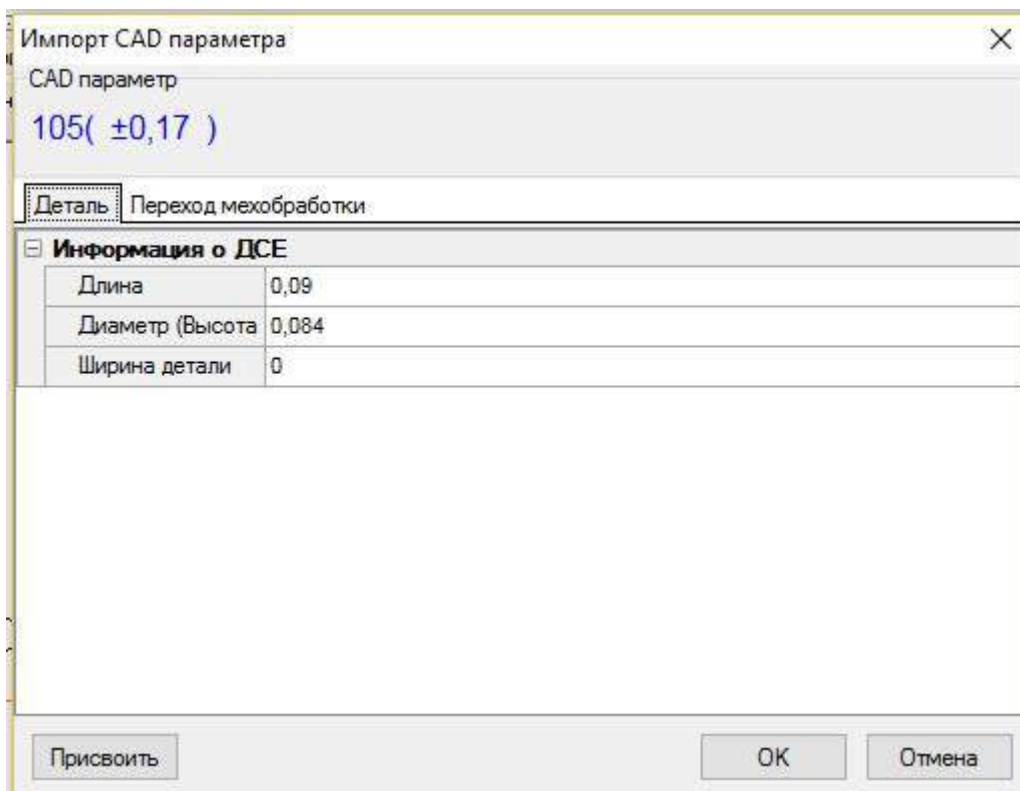 Импорт CAD параметра
CAD параметр
105( ±0,17 )
Деталь Переход мехобработки
Информация о ДСЕ
Длина 0,09
Диаметр (Высота 0,084
Ширина детали 0
Присвоить OK Отмена